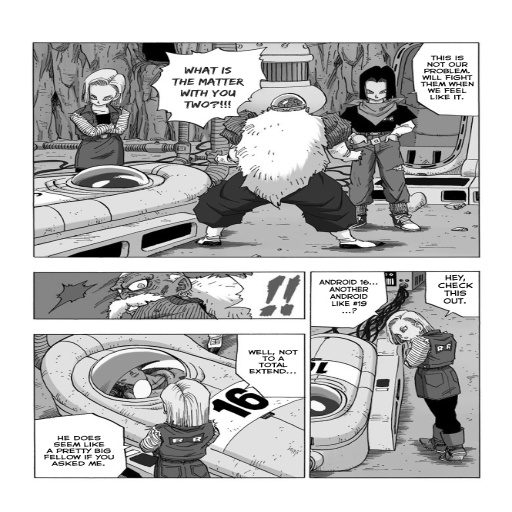 WHAT IS
THE MATTER
WITH YOU
TWO?!!!
THIS IS
NOT OUR
PROBLEM.
WILL FIGHT
THEM WHEN
WE FEEL
LIKE IT.
!!
HEY,
CHECK
THIS
OUT.
ANDROID 16...
ANOTHER
ANDROID
LIKE #19
...?
R R
WELL, NOT
TO A
TOTAL
EXTEND...
16
R R
HE DOES
SEEM LIKE
A PRETTY BIG
FELLOW IF YOU
ASKED ME.